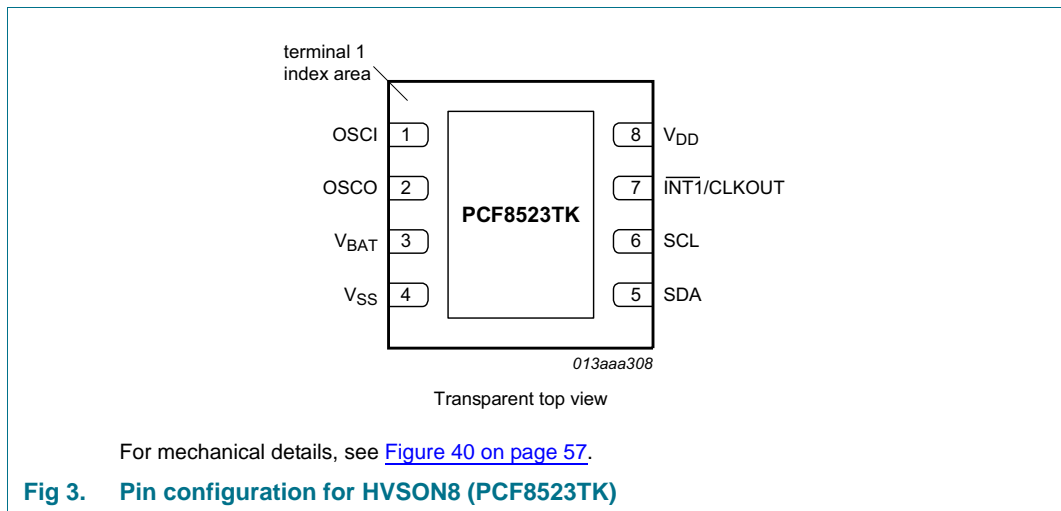 terminal 1
index area
OSCI 1
8 VDD
OSCO 2
7 INT1/CLKOUT
PCF8523TK
VBAT 3
6 SCL
VSS 4
5 SDA
013aaa308
Transparent top view
For mechanical details, see Figure 40 on page 57.
Fig 3. Pin configuration for HVSON8 (PCF8523TK)